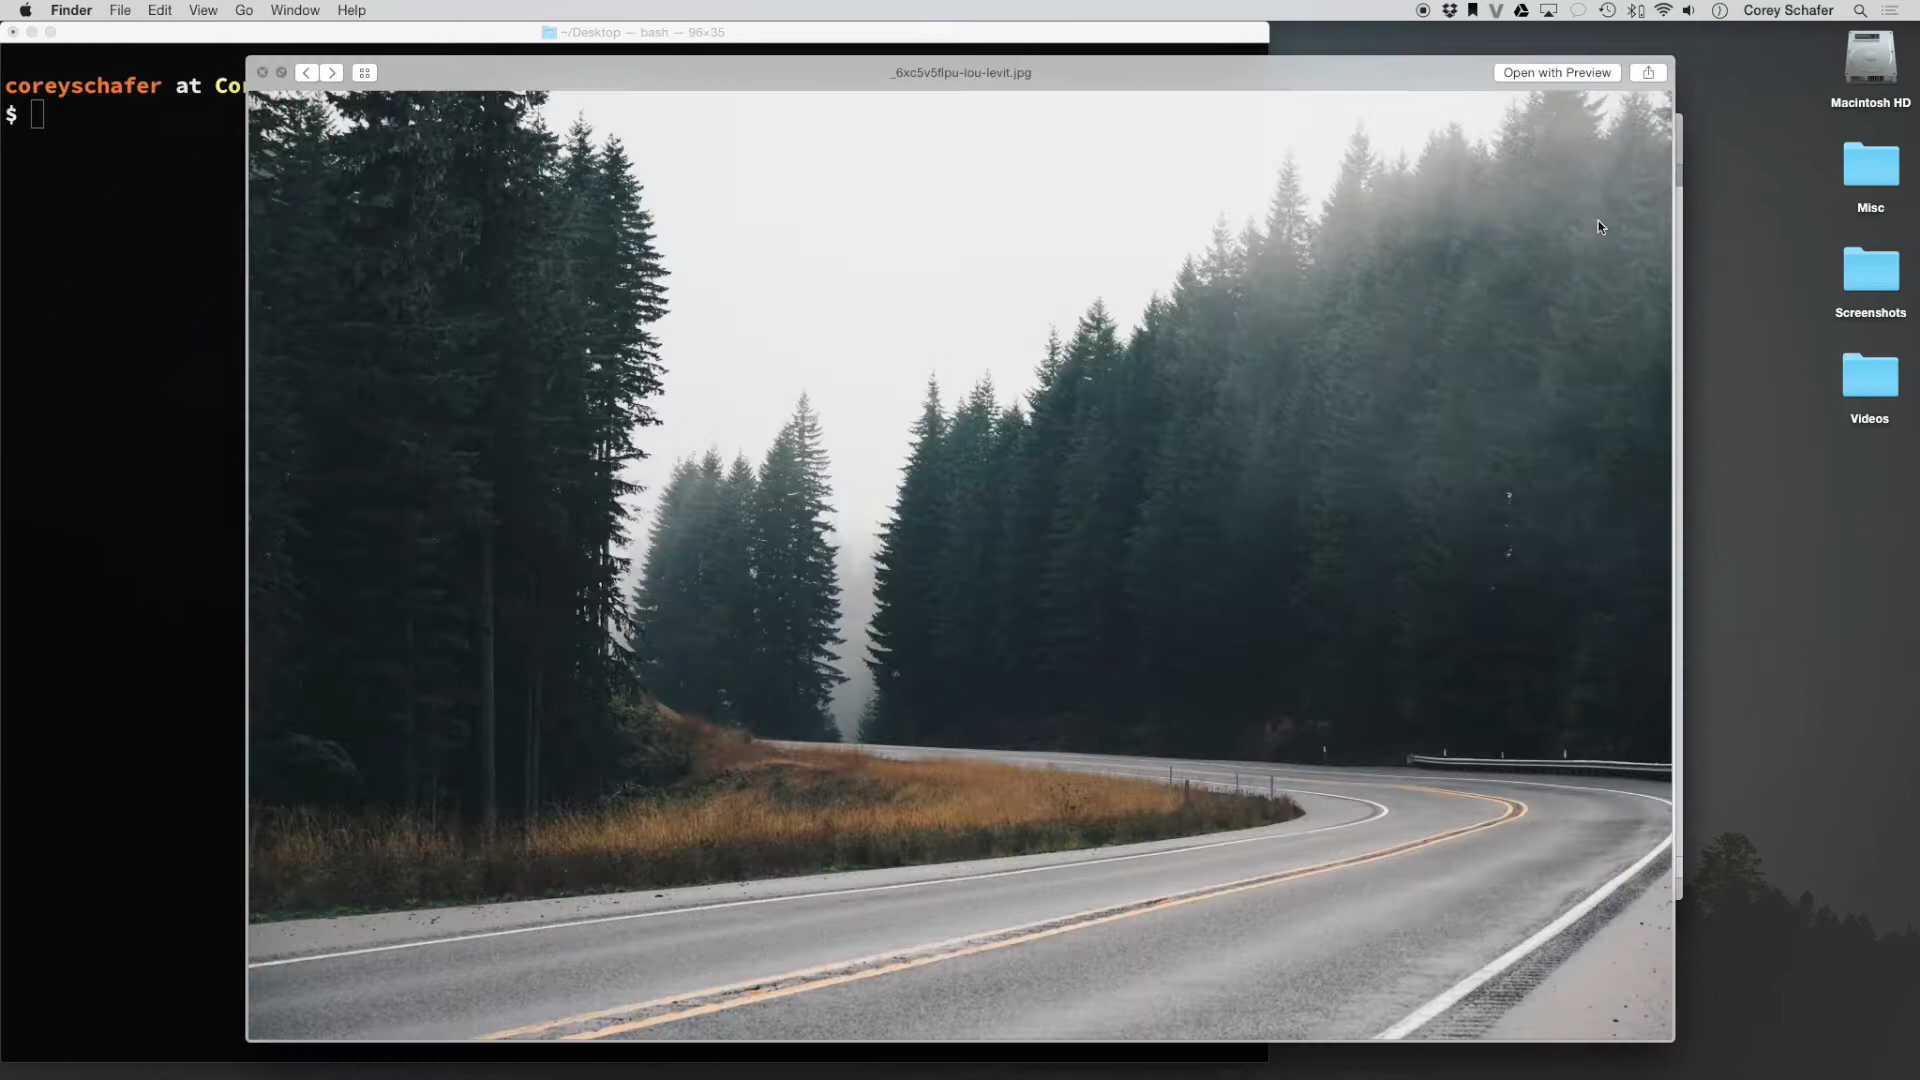 Finder File Edit View Go Window Help
Corey Schafer
~/Desktop — bash — 96×35
_6xc5v5flpu-lou-levit.jpg
Open with Preview
coreyschafer at Co
$
Macintosh HD
Misc
Screenshots
Videos